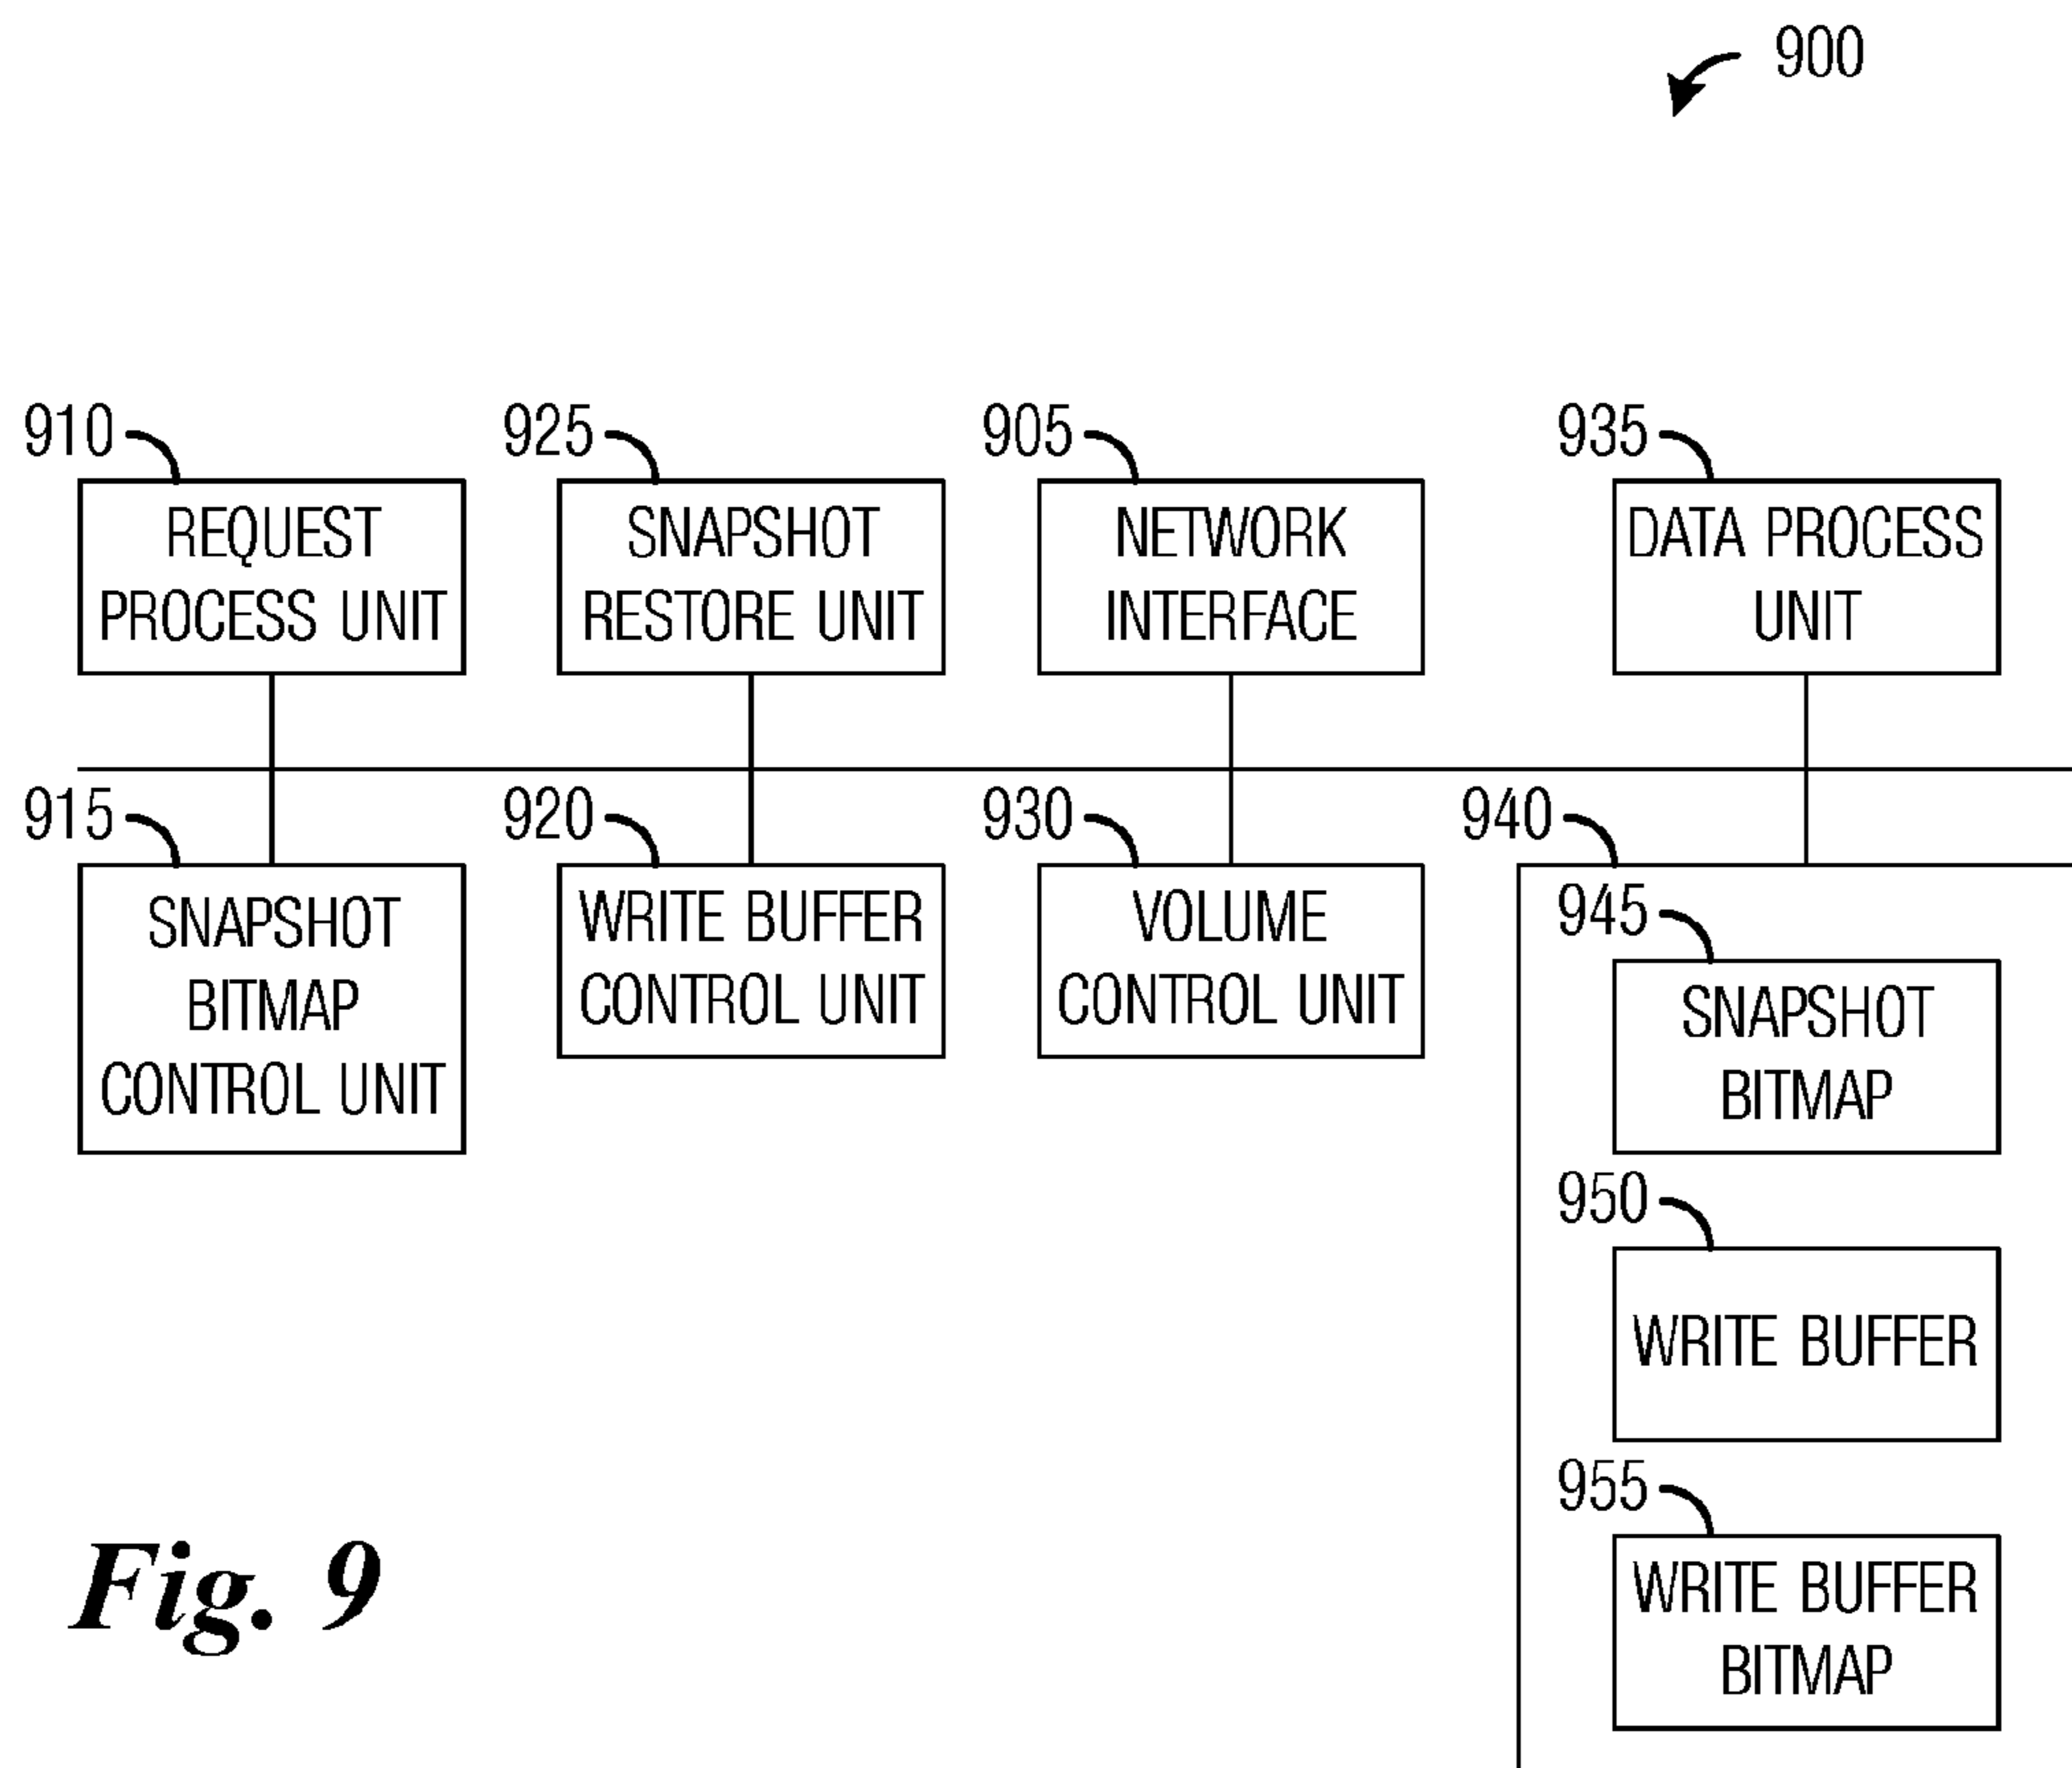 900
910
REQUEST
PROCESS UNIT
925
SNAPSHOT
RESTORE UNIT
905
NETWORK
INTERFACE
935
DATA PROCESS
UNIT
915
SNAPSHOT
BITMAP
CONTROL UNIT
920
WRITE BUFFER
CONTROL UNIT
930
VOLUME
CONTROL UNIT
940
945
SNAPSHOT
BITMAP
950
WRITE BUFFER
955
WRITE BUFFER
BITMAP
Fig. 9